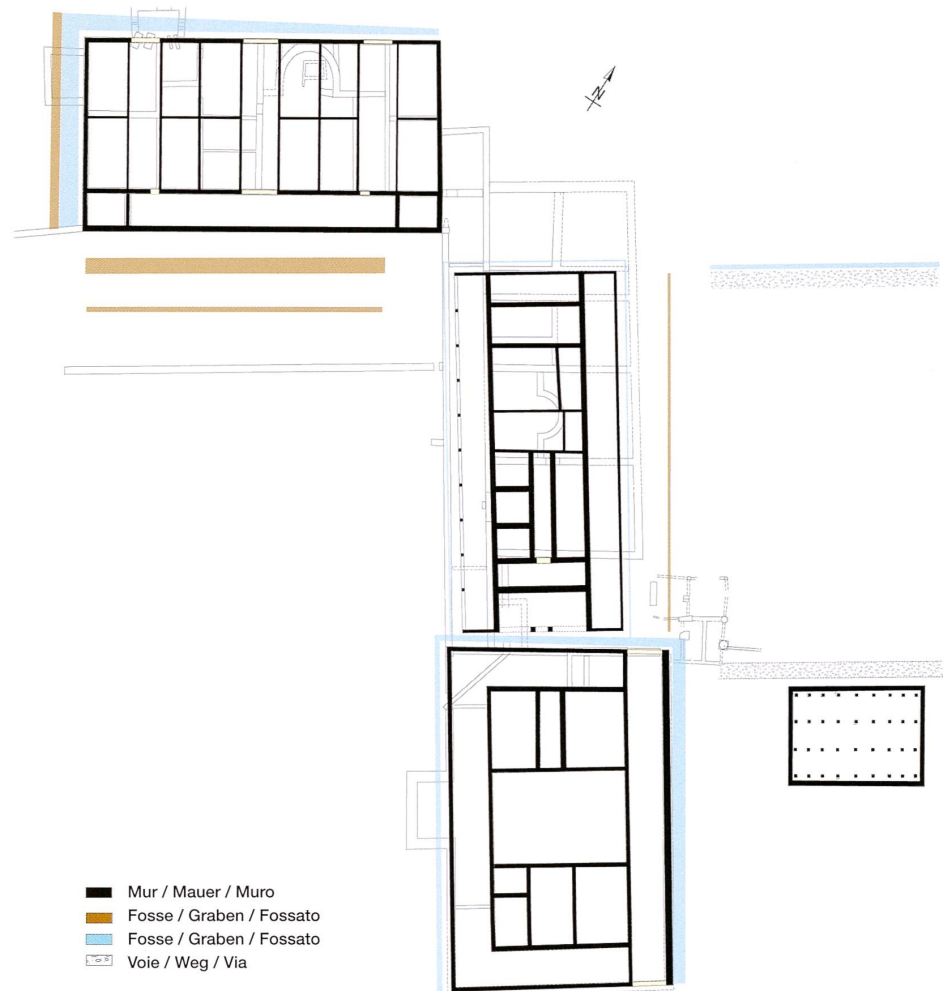 N
Mur / Mauer / Muro
Fosse / Graben / Fossato
Fosse / Graben / Fossato
Voie / Weg / Via